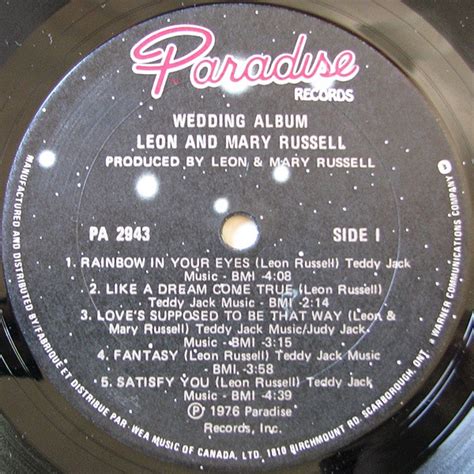 Paradise
RECORDS
WEDDING ALBUM
LEON AND MARY RUSSELL
PRODUCED BY LEON & MARY RUSSELL
PA 2943
SIDE I
1. RAINBOW IN YOUR EYES (Leon Russell) Teddy Jack
Music - BMI -4:08
2. LIKE A DREAM COME TRUE (Leon Russell)
Teddy Jack Music - BMI - 2:14
3. LOVE'S SUPPOSED TO BE THAT WAY (Leon &
Mary Russell) Teddy Jack Music/Judy Jack
Music - BMI - 3:15
4. FANTASY (Leon Russell) Teddy Jack Music
- BMI, -3:58
5. SATISFY YOU (Leon Russell) Teddy Jack
Music - BMI - 4:39
Ⓟ 1976 Paradise
Records, Inc.
MANUFACTURED AND DISTRIBUTED BY/FABRIQUÉ ET DISTRIBUÉ PAR-WEA MUSIC OF CANADA, LTD., 1810 BIRCHMOUNT RD., SCARBOROUGH, ONT. A WARNER COMMUNICATIONS COMPANY